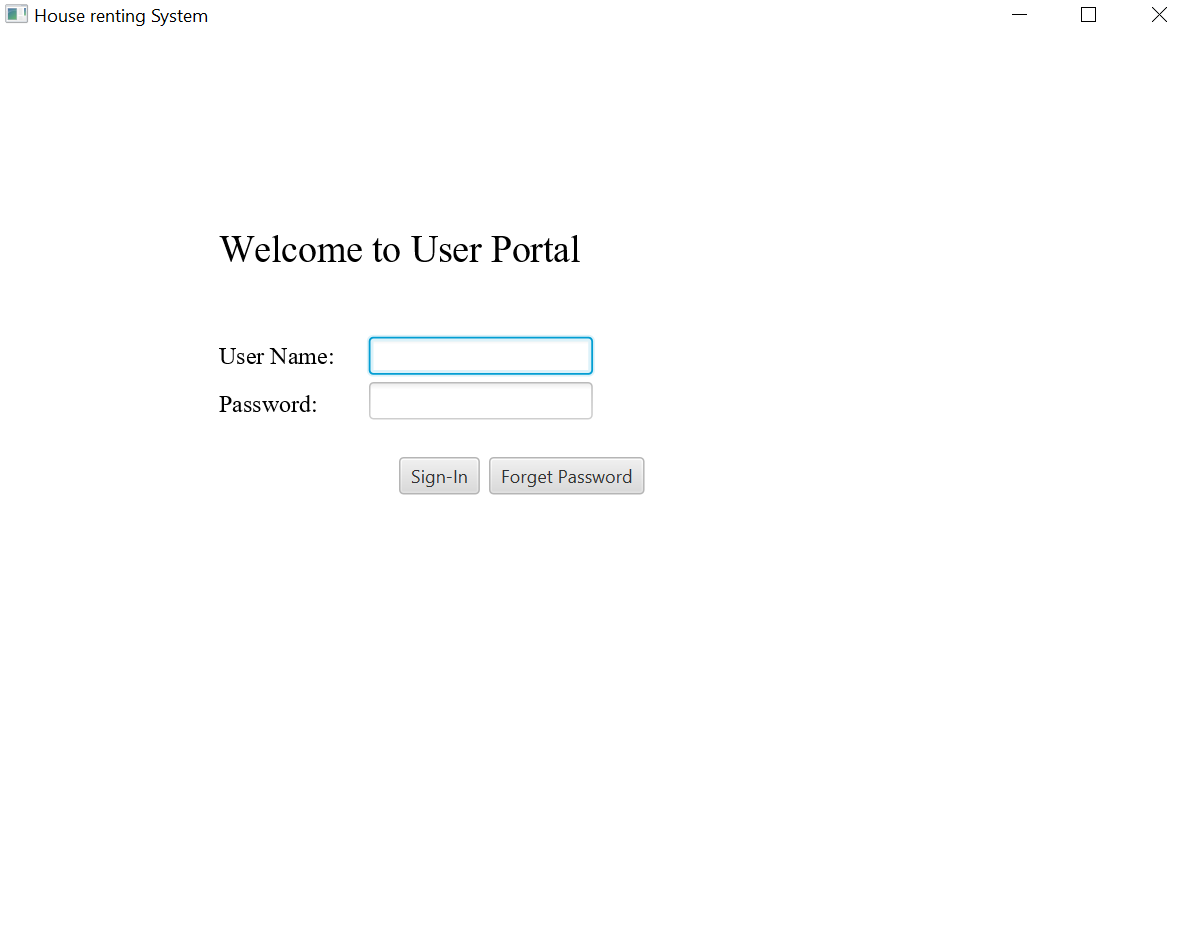 House renting System
Welcome to User Portal
User Name:
Password:
Sign-In Forget Password